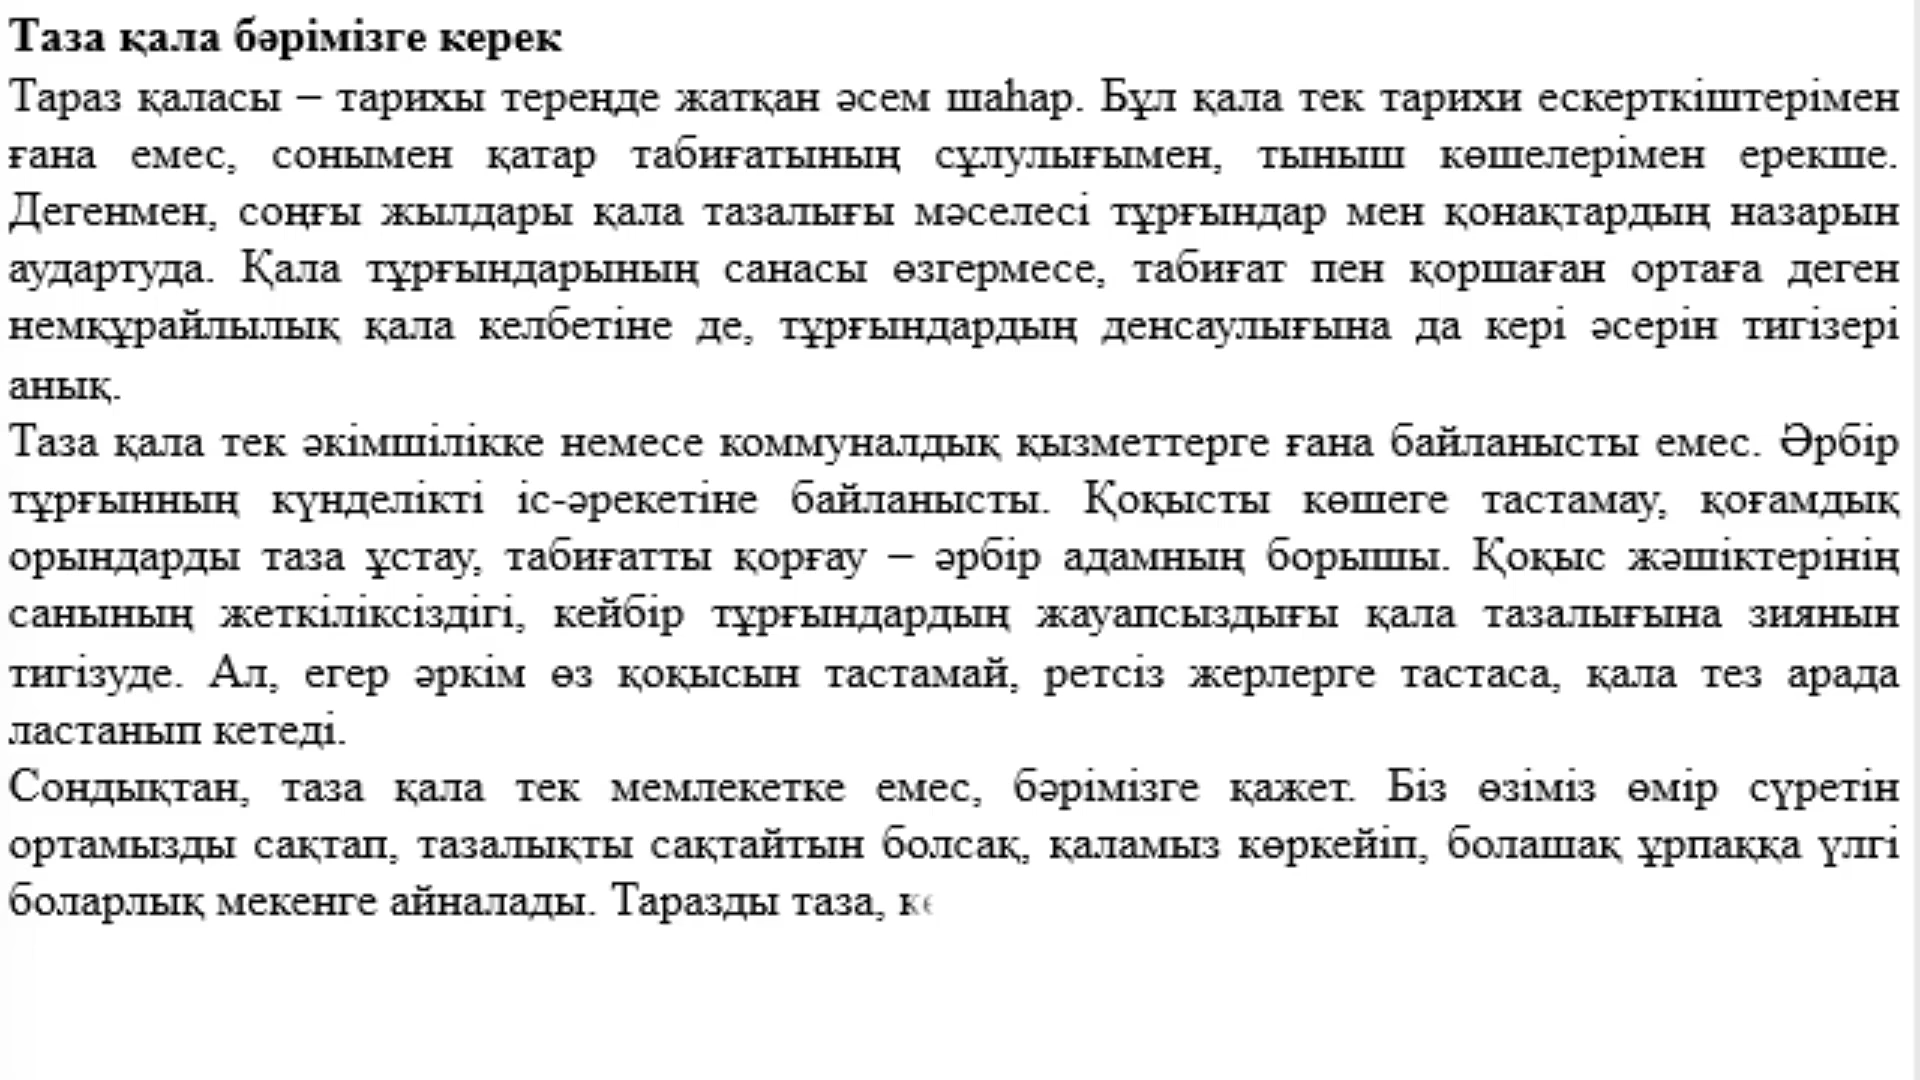 Таза қала бәрімізге керек
Тараз қаласы – тарихы тереңде жатқан әсем шаһар. Бұл қала тек тарихи ескерткіштерімен
ғана емес, сонымен қатар табиғатының сұлулығымен, тыныш көшелерімен ерекше.
Дегенмен, соңғы жылдары қала тазалығы мәселесі тұрғындар мен қонақтардың назарын
аудартуда. Қала тұрғындарының санасы өзгермесе, табиғат пен қоршаған ортаға деген
немқұрайлылық қала келбетіне де, тұрғындардың денсаулығына да кері әсерін тигізері
анық.
Таза қала тек әкімшілікке немесе коммуналдық қызметтерге ғана байланысты емес. Әрбір
тұрғынның күнделікті іс-әрекетіне байланысты. Қоқысты көшеге тастамау, қоғамдық
орындарды таза ұстау, табиғатты қорғау – әрбір адамның борышы. Қоқыс жәшіктерінің
санының жеткіліксіздігі, кейбір тұрғындардың жауапсыздығы қала тазалығына зиянын
тигізуде. Ал, егер әркім өз қоқысын тастамай, ретсіз жерлерге тастаса, қала тез арада
ластанып кетеді.
Сондықтан, таза қала тек мемлекетке емес, бәрімізге қажет. Біз өзіміз өмір сүретін
ортамызды сақтап, тазалықты сақтайтын болсақ, қаламыз көркейіп, болашақ ұрпаққа үлгі
боларлық мекенге айналады. Таразды таза,